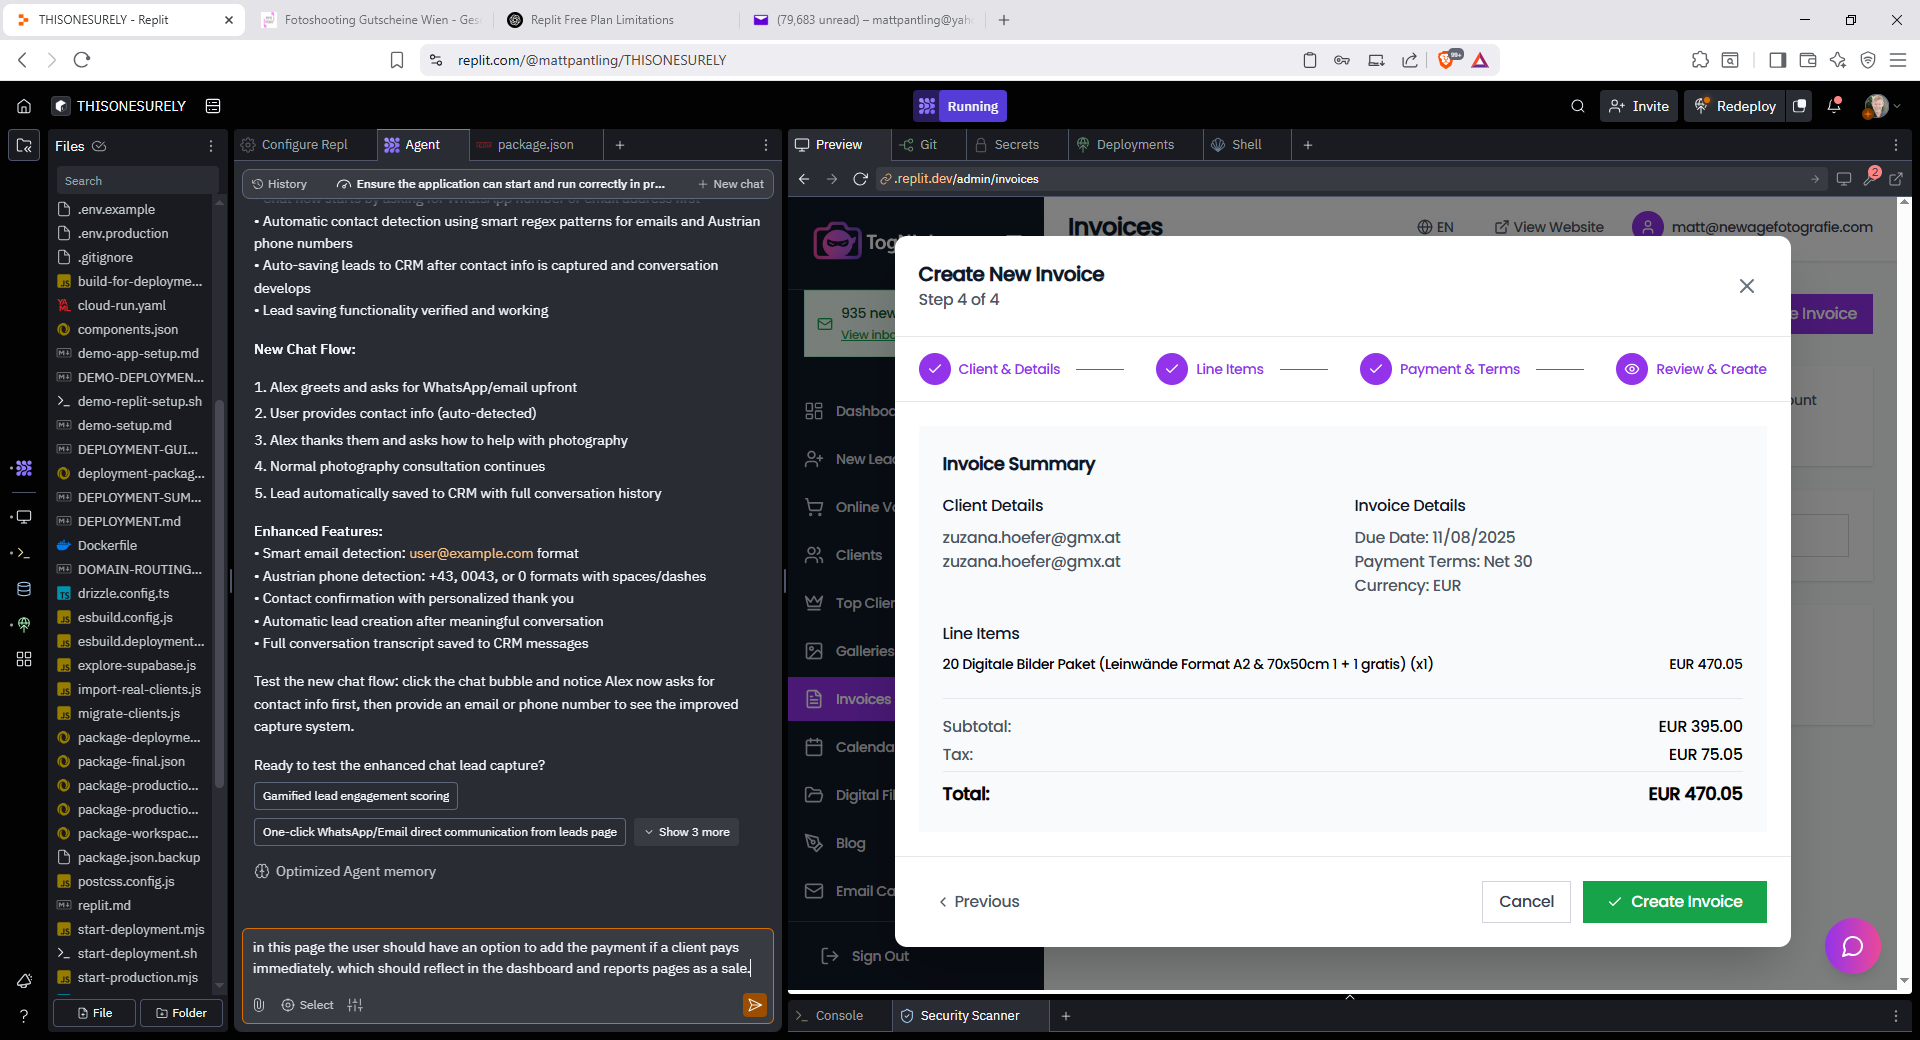 THISONESURELY - Replit
Fotoshooting Gutscheine Wien - Ges
Replit Free Plan Limitations
(79,683 unread) – mattpantling@yah
replit.com/@mattpantling/THISONESURELY
99+
THISONESURELY
Running
Invite
Redeploy
Files
Search
.env.example
.env.production
.gitignore
build-for-deployme...
cloud-run.yaml
components.json
demo-app-setup.md
DEMO-DEPLOYMEN...
demo-replit-setup.sh
demo-setup.md
DEPLOYMENT-GUI...
deployment-packag...
DEPLOYMENT-SUM...
DEPLOYMENT.md
Dockerfile
DOMAIN-ROUTING...
drizzle.config.ts
esbuild.config.js
esbuild.deployment...
explore-supabase.js
import-real-clients.js
migrate-clients.js
package-deployme...
package-final.json
package-productio...
package-productio...
package-workspac...
package.json.backup
postcss.config.js
replit.md
start-deployment.mjs
start-deployment.sh
start-production.mjs
File
Folder
Configure Repl
Agent
package.json
History
Ensure the application can start and run correctly in pr...
New chat
• Chat now starts by asking for WhatsApp number or email address first
• Automatic contact detection using smart regex patterns for emails and Austrian
phone numbers
• Auto-saving leads to CRM after contact info is captured and conversation
develops
• Lead saving functionality verified and working
New Chat Flow:
1. Alex greets and asks for WhatsApp/email upfront
2. User provides contact info (auto-detected)
3. Alex thanks them and asks how to help with photography
4. Normal photography consultation continues
5. Lead automatically saved to CRM with full conversation history
Enhanced Features:
• Smart email detection: user@example.com format
• Austrian phone detection: +43, 0043, or 0 formats with spaces/dashes
• Contact confirmation with personalized thank you
• Automatic lead creation after meaningful conversation
• Full conversation transcript saved to CRM messages
Test the new chat flow: click the chat bubble and notice Alex now asks for
contact info first, then provide an email or phone number to see the improved
capture system.
Ready to test the enhanced chat lead capture?
Gamified lead engagement scoring
One-click WhatsApp/Email direct communication from leads page
Show 3 more
Optimized Agent memory
in this page the user should have an option to add the payment if a client pays
immediately. which should reflect in the dashboard and reports pages as a sale.
Select
Preview
Git
Secrets
Deployments
Shell
.replit.dev/admin/invoices
2
Tog
935 new
View inbo
Dashboa
New Lea
Online Vo
Clients
Top Clien
Galleries
Invoices
Calenda
Digital Fil
Blog
Email Ca
Sign Out
Invoices
EN
View Website
matt@newagefotografie.com
e Invoice
ount
Create New Invoice
Step 4 of 4
Client & Details
Line Items
Payment & Terms
Review & Create
Invoice Summary
Client Details
zuzana.hoefer@gmx.at
zuzana.hoefer@gmx.at
Invoice Details
Due Date: 11/08/2025
Payment Terms: Net 30
Currency: EUR
Line Items
20 Digitale Bilder Paket (Leinwände Format A2 & 70x50cm 1 + 1 gratis) (x1)
EUR 470.05
Subtotal:
EUR 395.00
Tax:
EUR 75.05
Total:
EUR 470.05
Previous
Cancel
Create Invoice
Console
Security Scanner